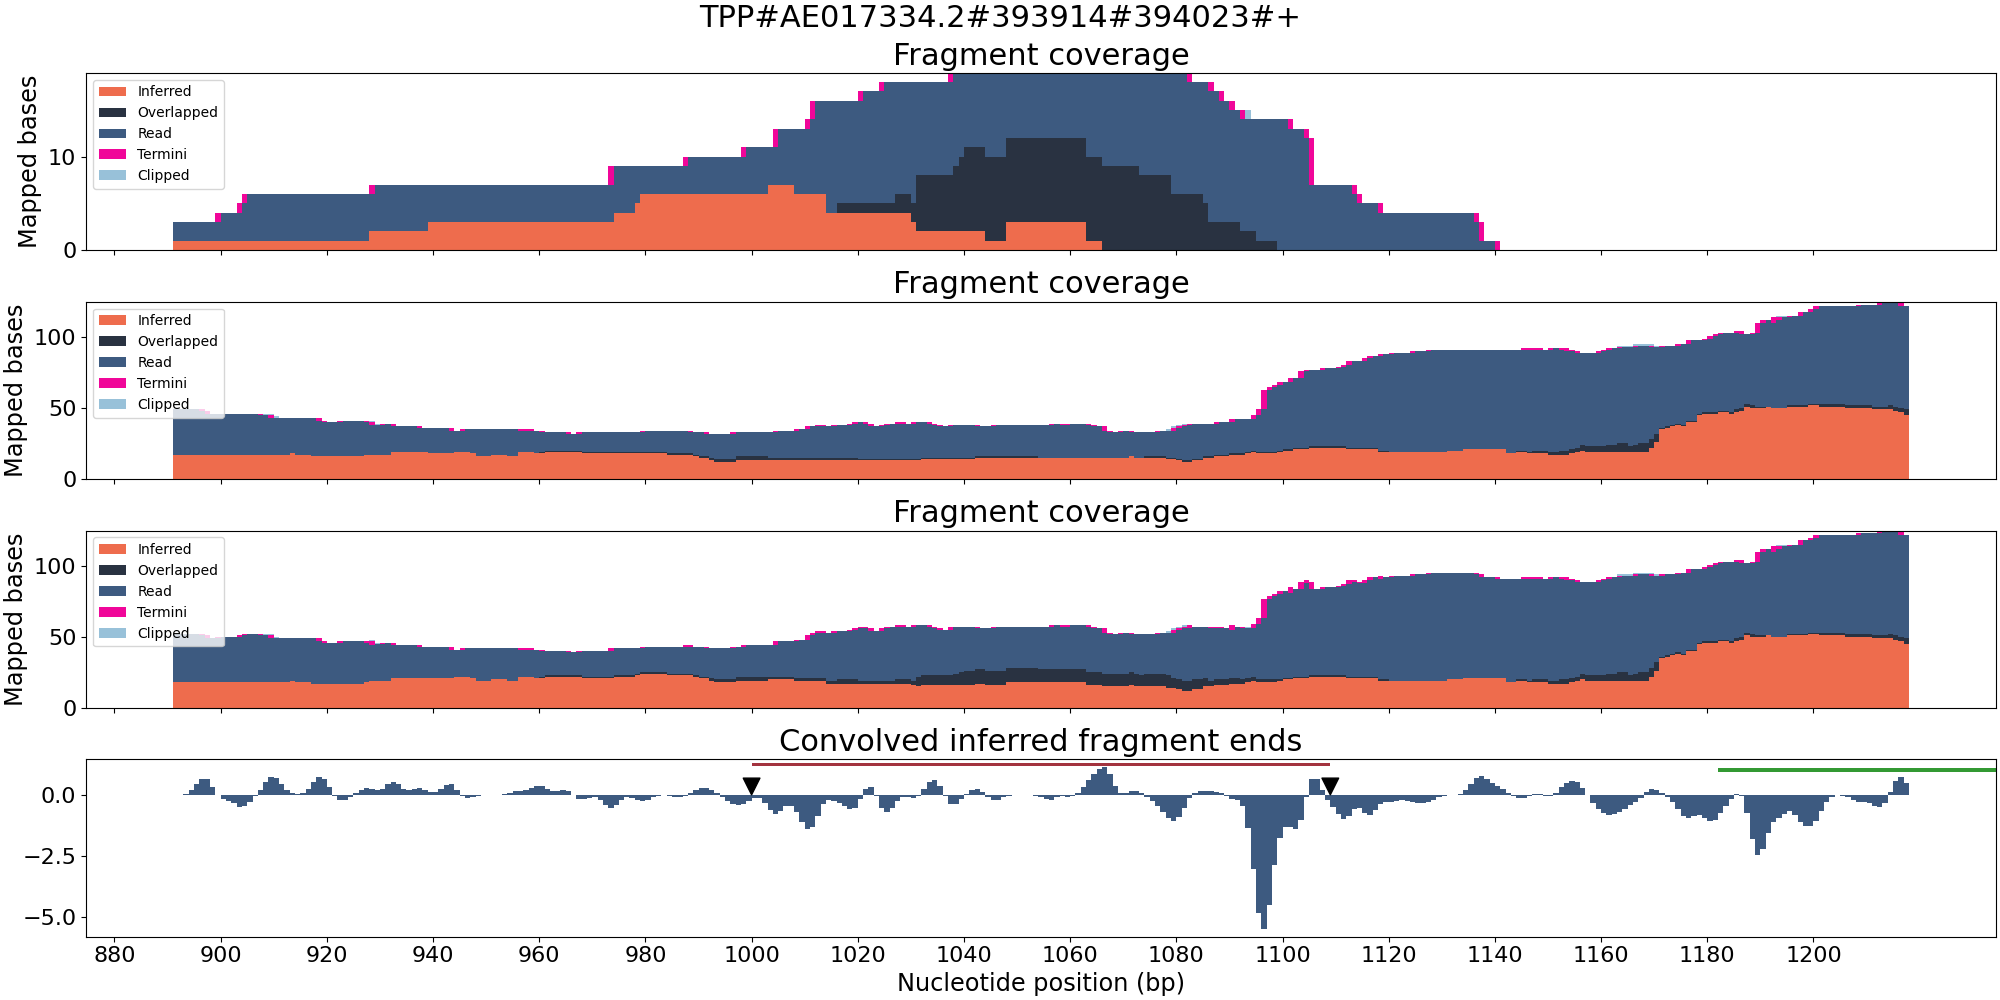 TPP#AE017334.2#393914#394023#+
Fragment coverage
Mapped bases
10
0
Inferred
Overlapped
Read
Termini
Clipped
Fragment coverage
Mapped bases
100
50
0
Inferred
Overlapped
Read
Termini
Clipped
Fragment coverage
Mapped bases
100
50
0
Inferred
Overlapped
Read
Termini
Clipped
Convolved inferred fragment ends
0.0
−2.5
−5.0
880 900 920 940 960 980 1000 1020 1040 1060 1080 1100 1120 1140 1160 1180 1200
Nucleotide position (bp)